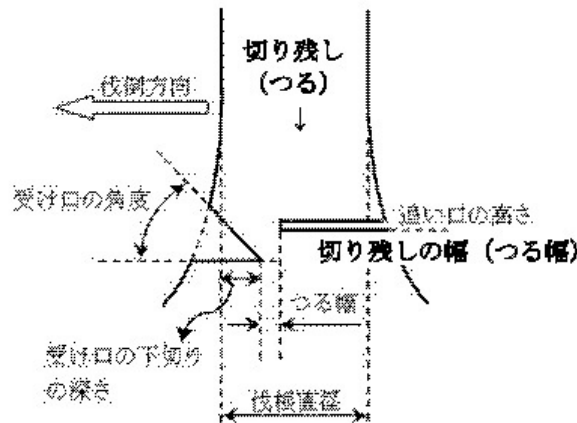 切り残し
(つる)
↓
伐倒方向
受け口の角度
追い口の高さ
切り残しの幅(つる幅)
つる幅
受け口の下切り
の深さ
伐根直径